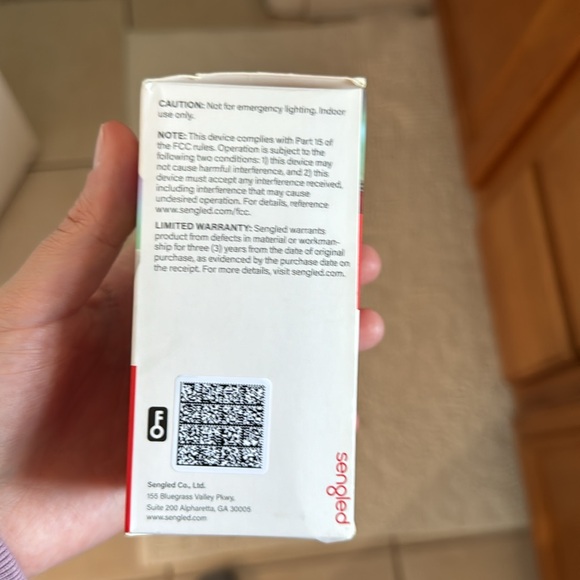 CAUTION: Not for emergency lighting. Indoor
use only.
NOTE: This device complies with Part 15 of
the FCC rules. Operation is subject to the
following two conditions: 1) this device may
not cause harmful interference, and 2) this
device must accept any interference received,
including interference that may cause
undesired operation. For details, reference
www.sengled.com/fcc.
LIMITED WARRANTY: Sengled warrants
product from defects in material or workman-
ship for three (3) years from the date of original
purchase, as evidenced by the purchase date on
the receipt. For more details, visit sengled.com.
Sengled Co., Ltd.
155 Bluegrass Valley Pkwy,
Suite 200 Alpharetta, GA 30005
www.sengled.com
sengled